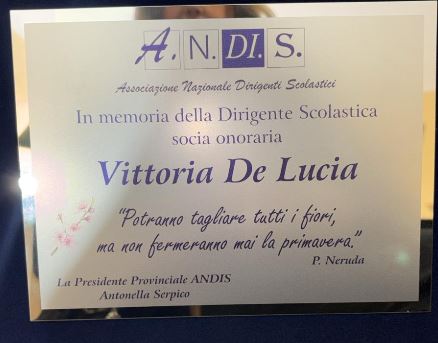 A.N.DI.S.
Associazione Nazionale Dirigenti Scolastici
In memoria della Dirigente Scolastica
socia onoraria
Vittoria De Lucia
"Potranno tagliare tutti i fiori,
ma non fermeranno mai la primavera."
P. Neruda
La Presidente Provinciale ANDIS
Antonella Serpico